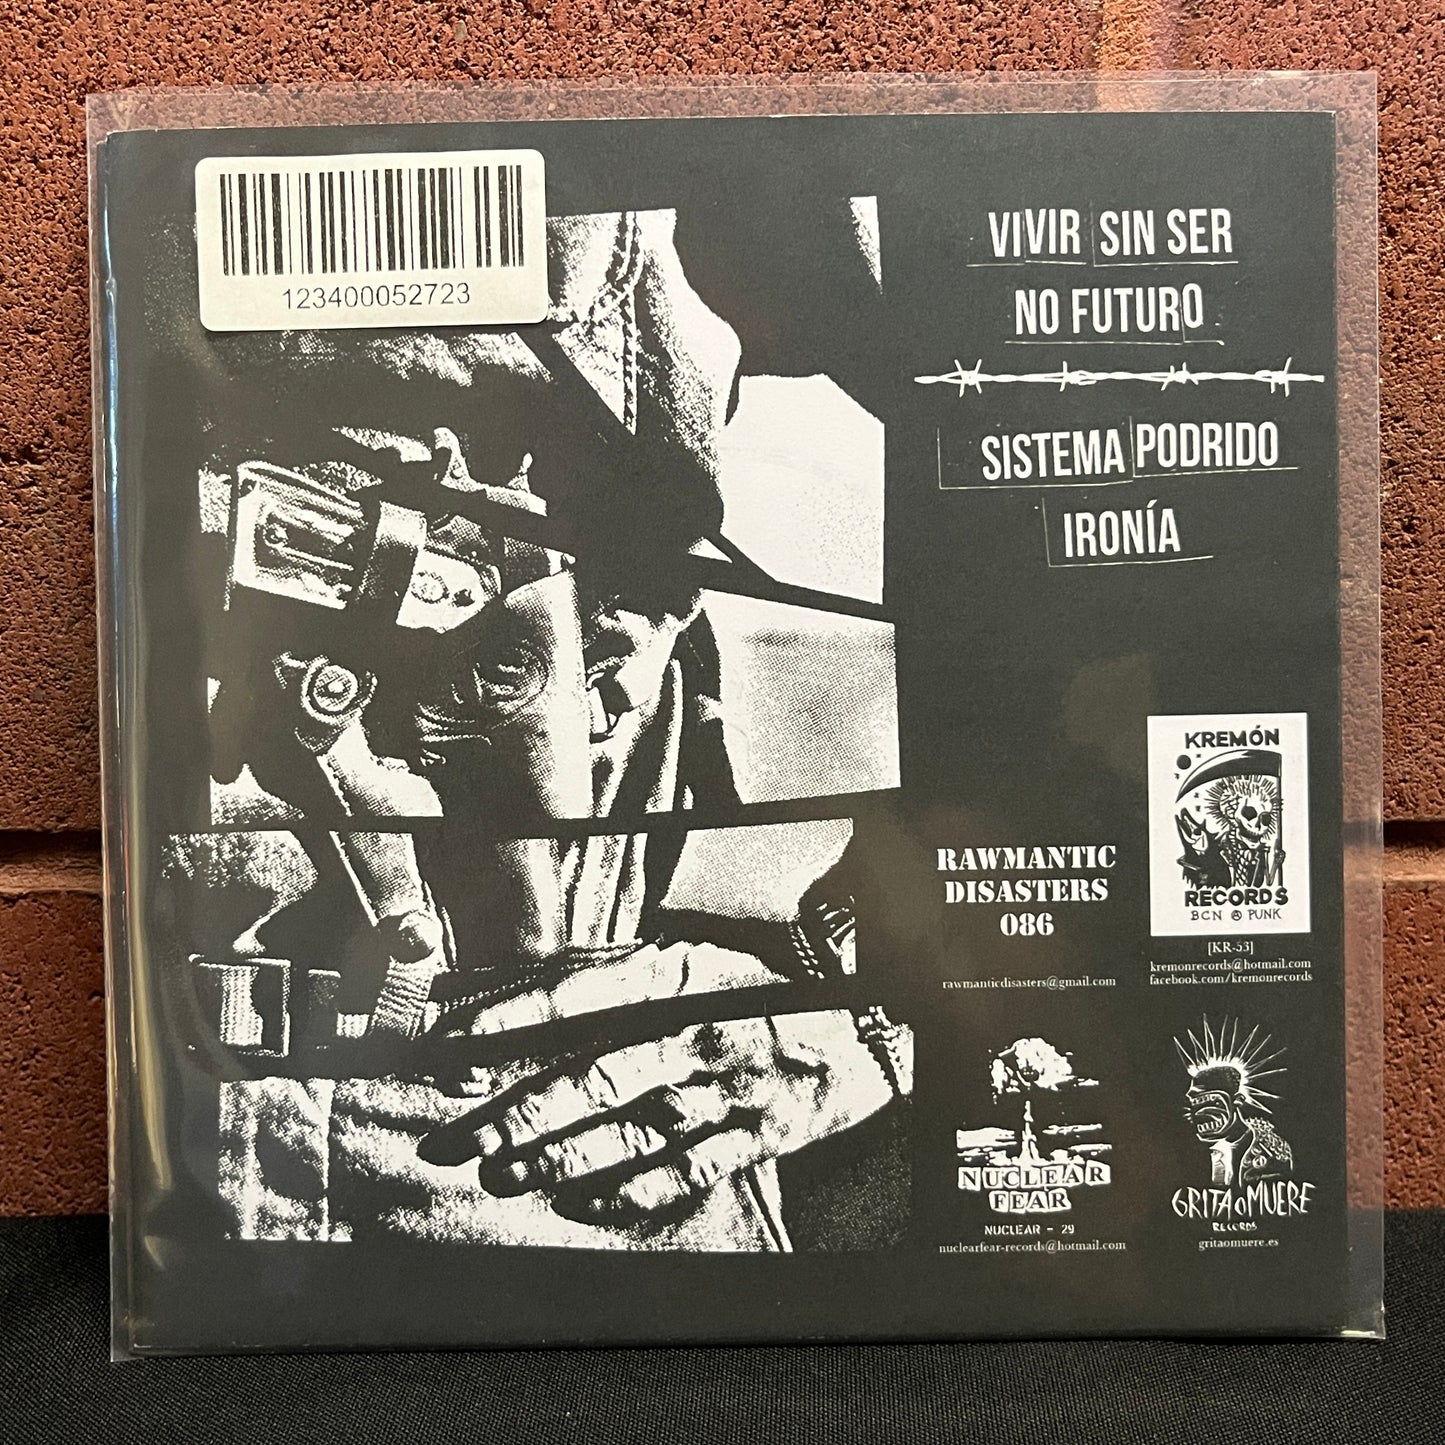 123400052723
VIVIR SIN SER
NO FUTURO
SISTEMA PODRIDO
IRONÍA
KREMÓN
RECORDS
BCN Ⓐ PUNK
[KR-53]
kremonrecords@hotmail.com
facebook.com/kremonrecords
RAWMANTIC
DISASTERS
086
rawmanticdisasters@gmail.com
NUCLEAR
FEAR
NUCLEAR - 29
nuclearfear-records@hotmail.com
GRITA O MUERE
RECORDS
gritaomuere.es